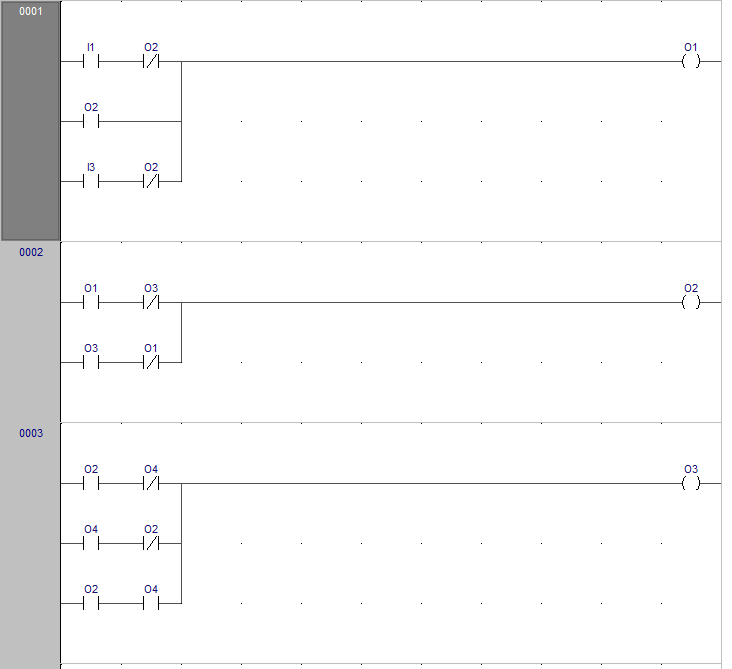 0001
I1 O2 O1
O2
I3 O2
0002
O1 O3 O2
O3 O1
0003
O2 O4 O3
O4 O2
O2 O4